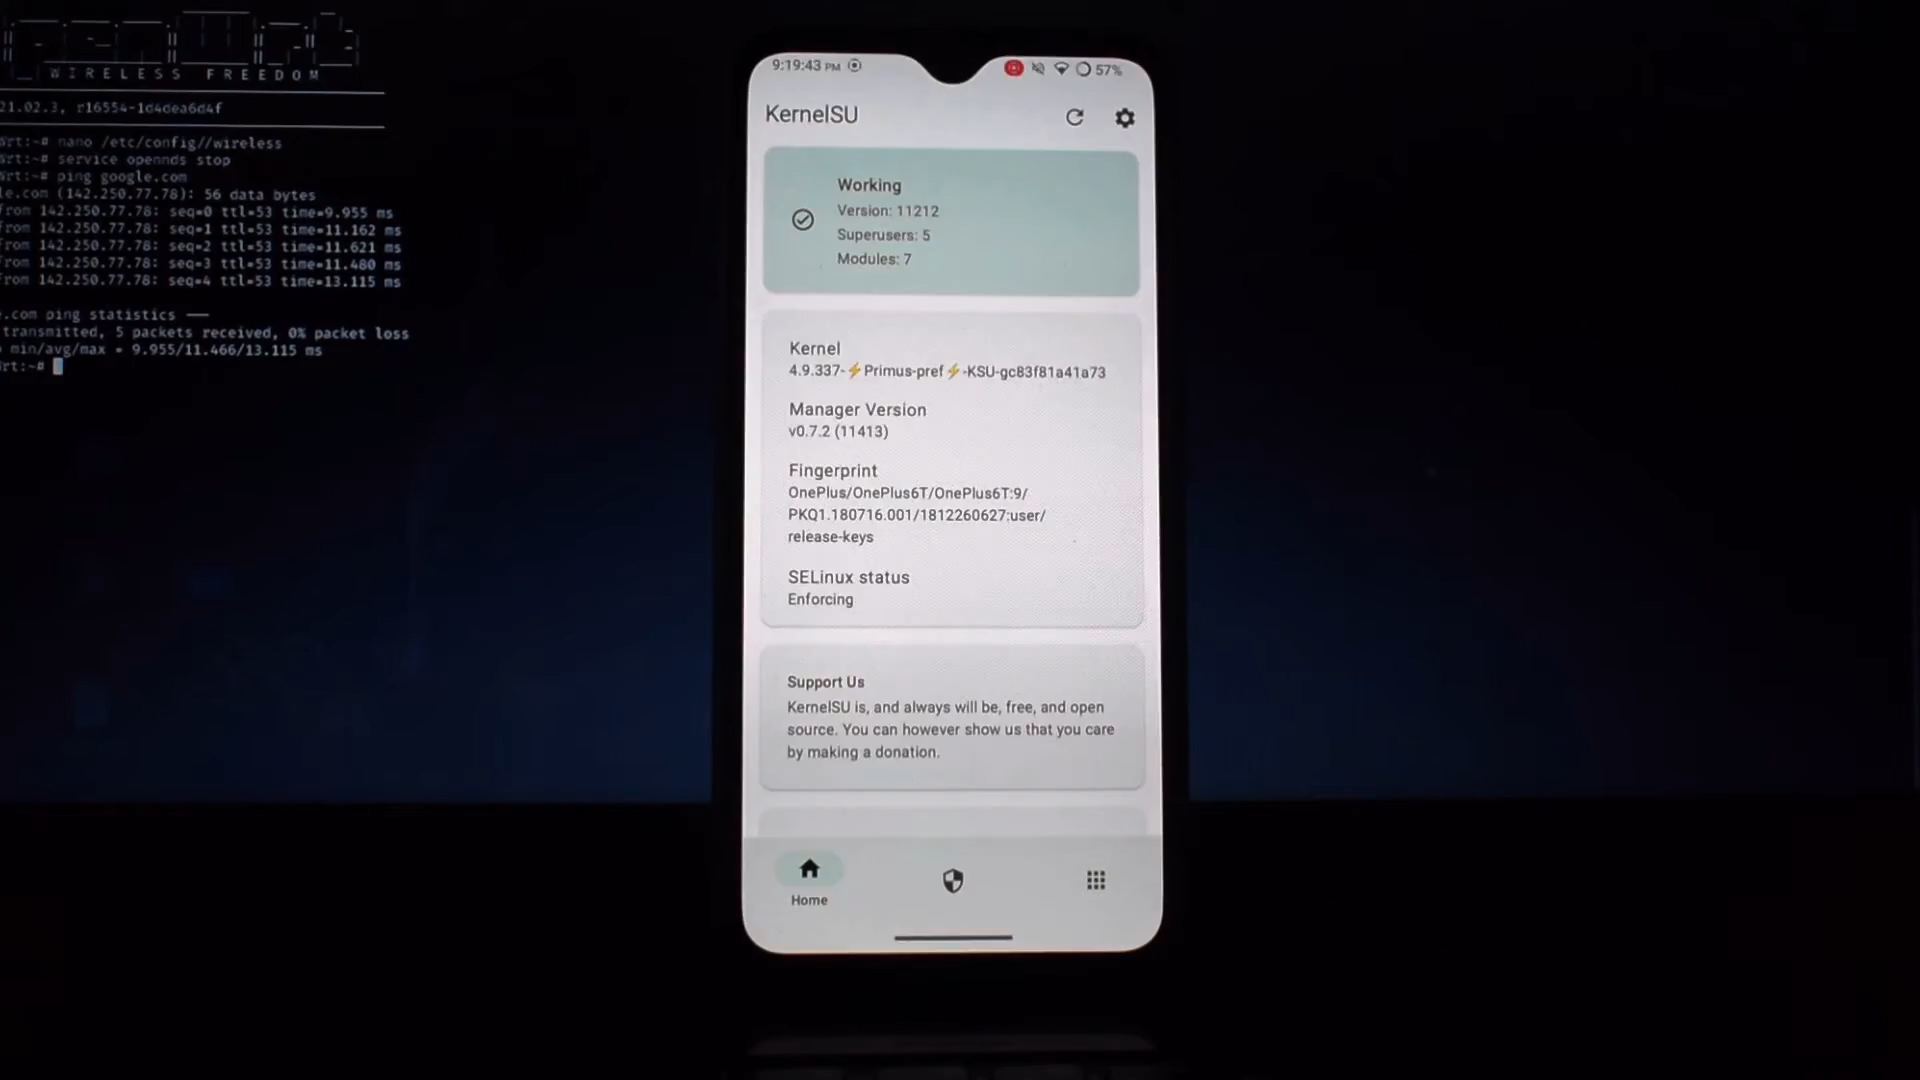 WIRELESS FREEDOM
21.02.3, r16554-1d4dea6d4f
rt:~# nano /etc/config//wireless
rt:~# service opennds stop
rt:~# ping google.com
le.com (142.250.77.78): 56 data bytes
from 142.250.77.78: seq=0 ttl=53 time=9.955 ms
from 142.250.77.78: seq=1 ttl=53 time=11.162 ms
from 142.250.77.78: seq=2 ttl=53 time=11.621 ms
from 142.250.77.78: seq=3 ttl=53 time=11.480 ms
from 142.250.77.78: seq=4 ttl=53 time=13.115 ms
.com ping statistics ---
transmitted, 5 packets received, 0% packet loss
min/avg/max = 9.955/11.466/13.115 ms
rt:~#
9:19:43 PM
57%
KernelSU
Working
Version: 11212
Superusers: 5
Modules: 7
Kernel
4.9.337-⚡Primus-pref⚡-KSU-gc83f81a41a73
Manager Version
v0.7.2 (11413)
Fingerprint
OnePlus/OnePlus6T/OnePlus6T:9/
PKQ1.180716.001/1812260627:user/
release-keys
SELinux status
Enforcing
Support Us
KernelSU is, and always will be, free, and open
source. You can however show us that you care
by making a donation.
Home